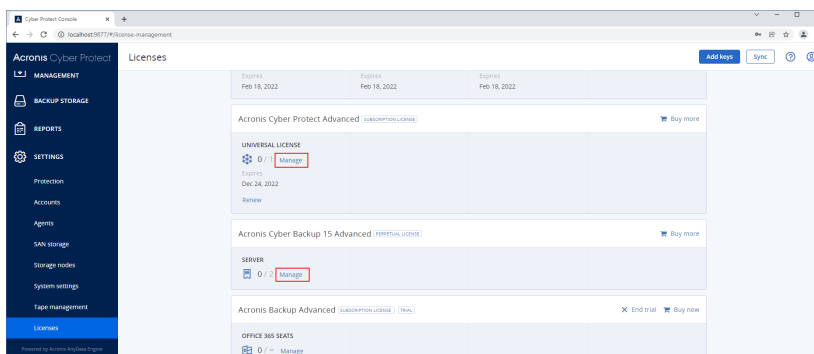 Cyber Protect Console
localhost:9877/#/license-management
Acronis Cyber Protect
Licenses
Add keys
Sync
MANAGEMENT
BACKUP STORAGE
REPORTS
SETTINGS
Protection
Accounts
Agents
SAN storage
Storage nodes
System settings
Tape management
Licenses
Powered by Acronis AnyData Engine
Expires Expires Expires
Feb 18, 2022 Feb 18, 2022 Feb 18, 2022
Acronis Cyber Protect Advanced SUBSCRIPTION LICENSE Buy more
UNIVERSAL LICENSE
0 / 1 Manage
Expires
Dec 24, 2022
Renew
Acronis Cyber Backup 15 Advanced PERPETUAL LICENSE Buy more
SERVER
0 / 2 Manage
Acronis Backup Advanced SUBSCRIPTION LICENSE TRIAL End trial Buy now
OFFICE 365 SEATS
0 / — Manage